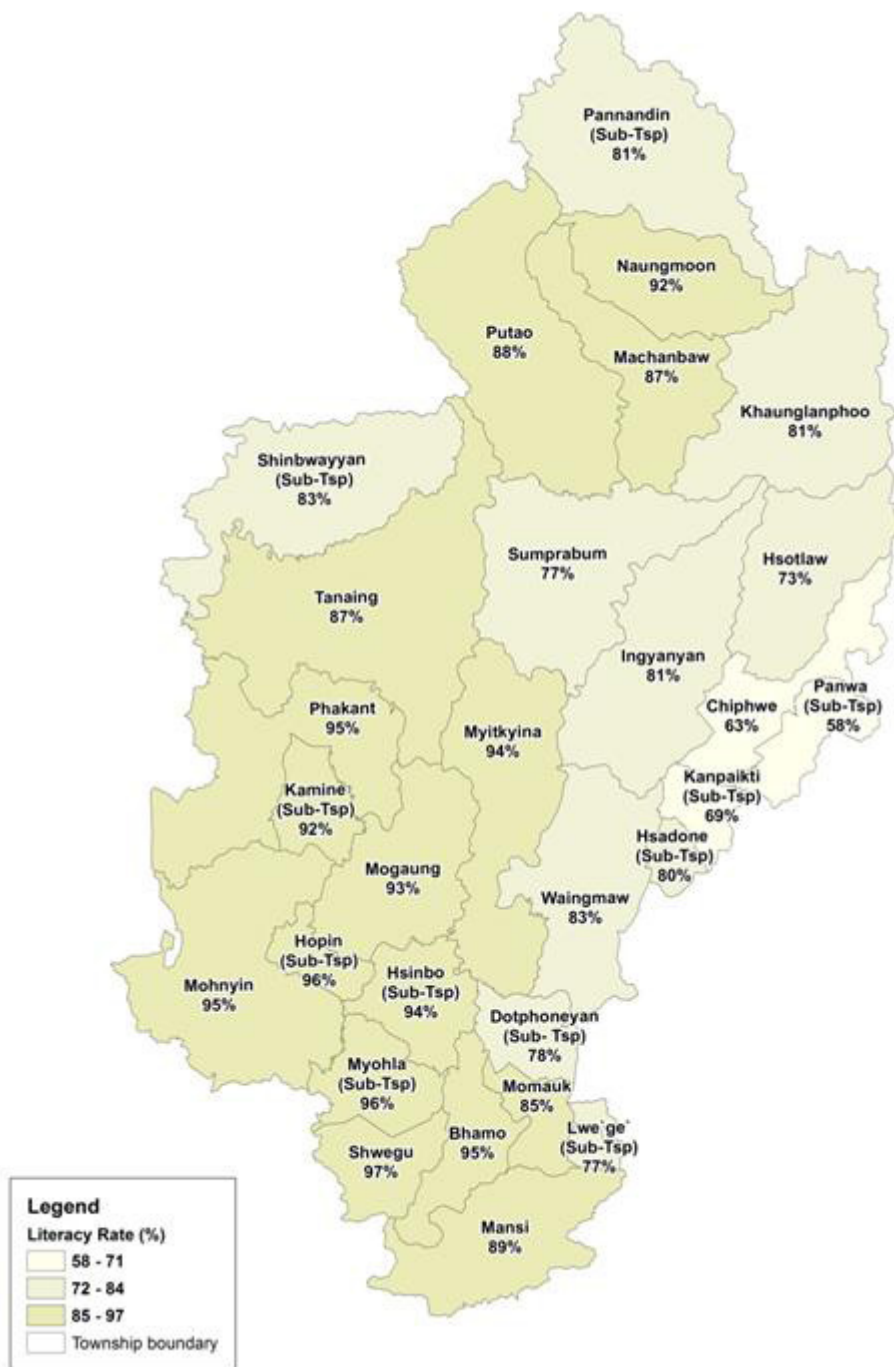 Pannandin
(Sub-Tsp)
81%
Naungmoon
92%
Putao
88%
Machanbaw
87%
Khaunglanphoo
81%
Shinbwayyan
(Sub-Tsp)
83%
Sumprabum
77%
Hsotlaw
73%
Tanaing
87%
Ingyanyan
81%
Chiphwe
63%
Panwa
(Sub-Tsp)
58%
Phakant
95%
Myitkyina
94%
Kamine`
(Sub-Tsp)
92%
Kanpaikti
(Sub-Tsp)
69%
Hsadone
(Sub-Tsp)
80%
Mogaung
93%
Waingmaw
83%
Hopin
(Sub-Tsp)
96%
Hsinbo
(Sub-Tsp)
94%
Mohnyin
95%
Dotphoneyan
(Sub- Tsp)
78%
Myohla
(Sub-Tsp)
96%
Momauk
85%
Bhamo
95%
Lwe`ge`
(Sub-Tsp)
77%
Shwegu
97%
Mansi
89%
Legend
Literacy Rate (%)
58 - 71
72 - 84
85 - 97
Township boundary